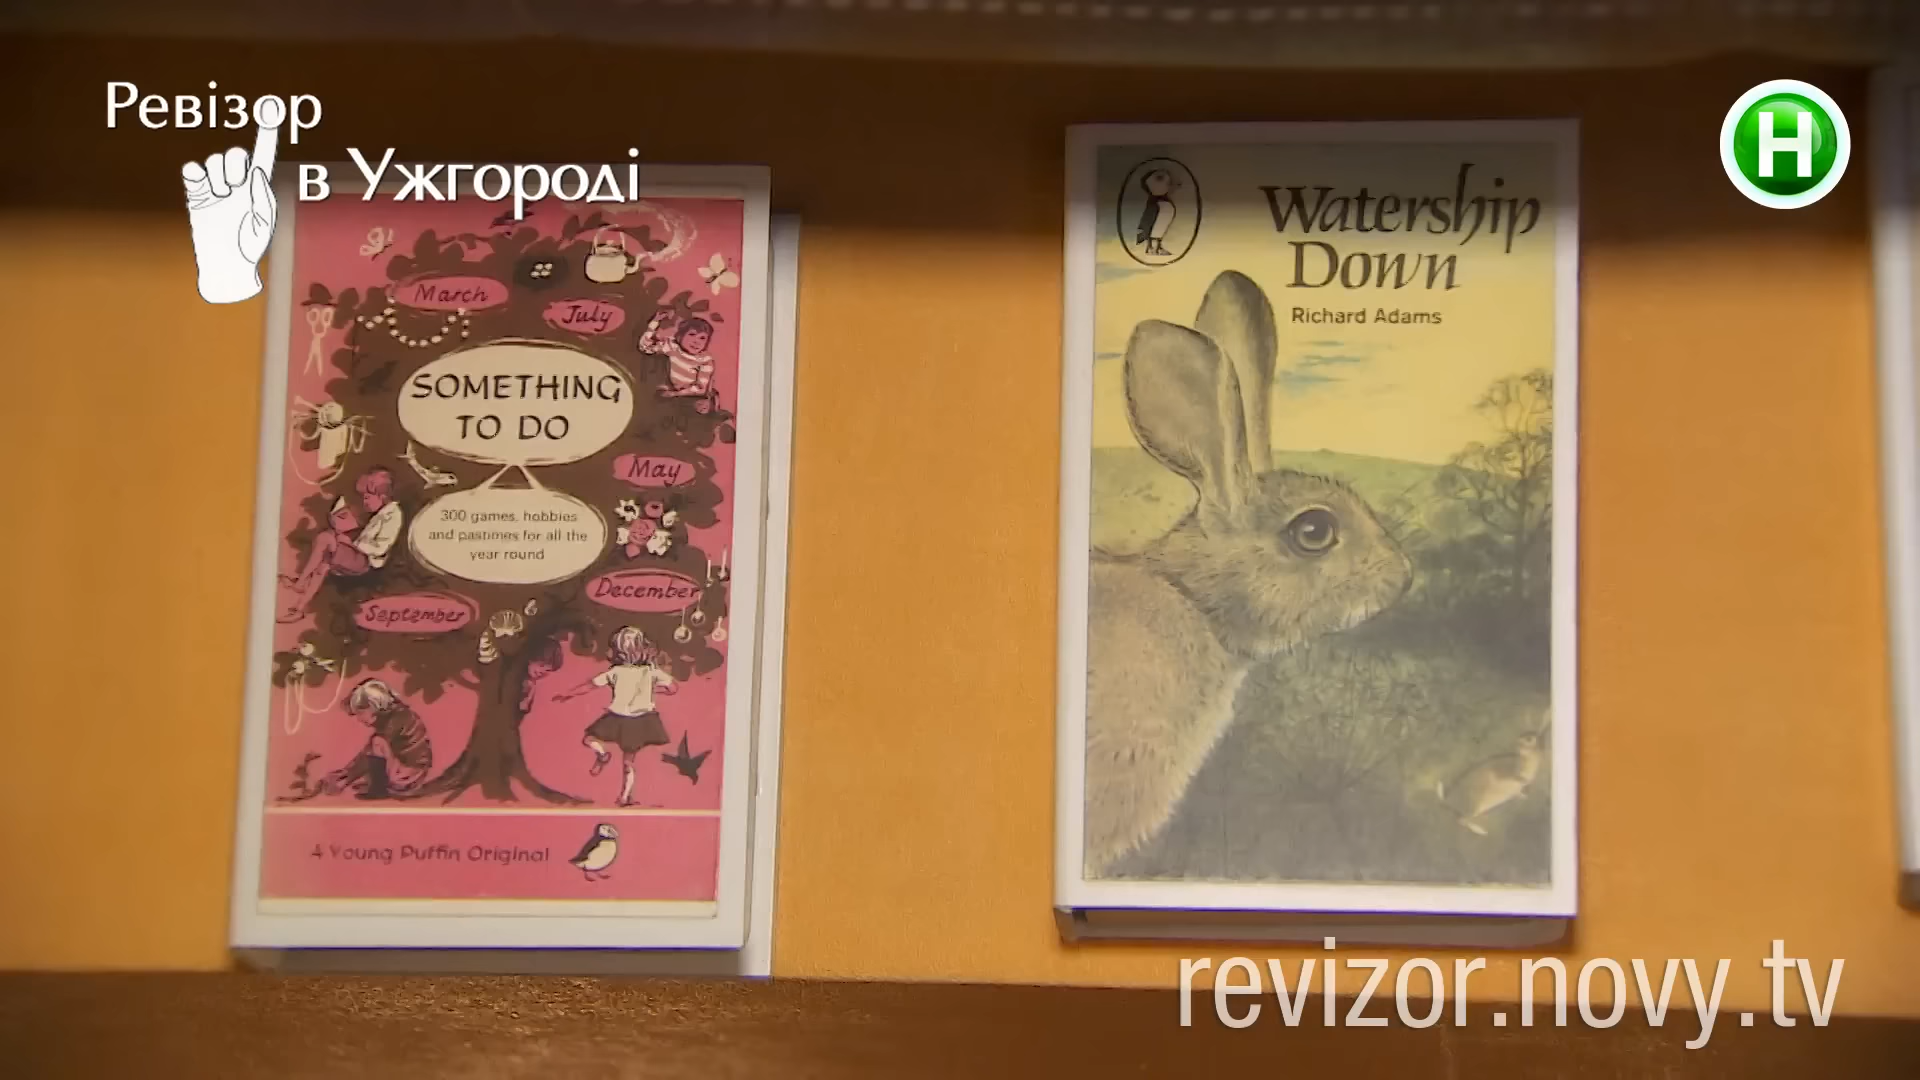 Ревізор
в Ужгороді
H
March
July
SOMETHING
TO DO
May
300 games, hobbies
and pastimes for all the
year round
December
September
A Young Puffin Original
Watership
Down
Richard Adams
revizor.novy.tv